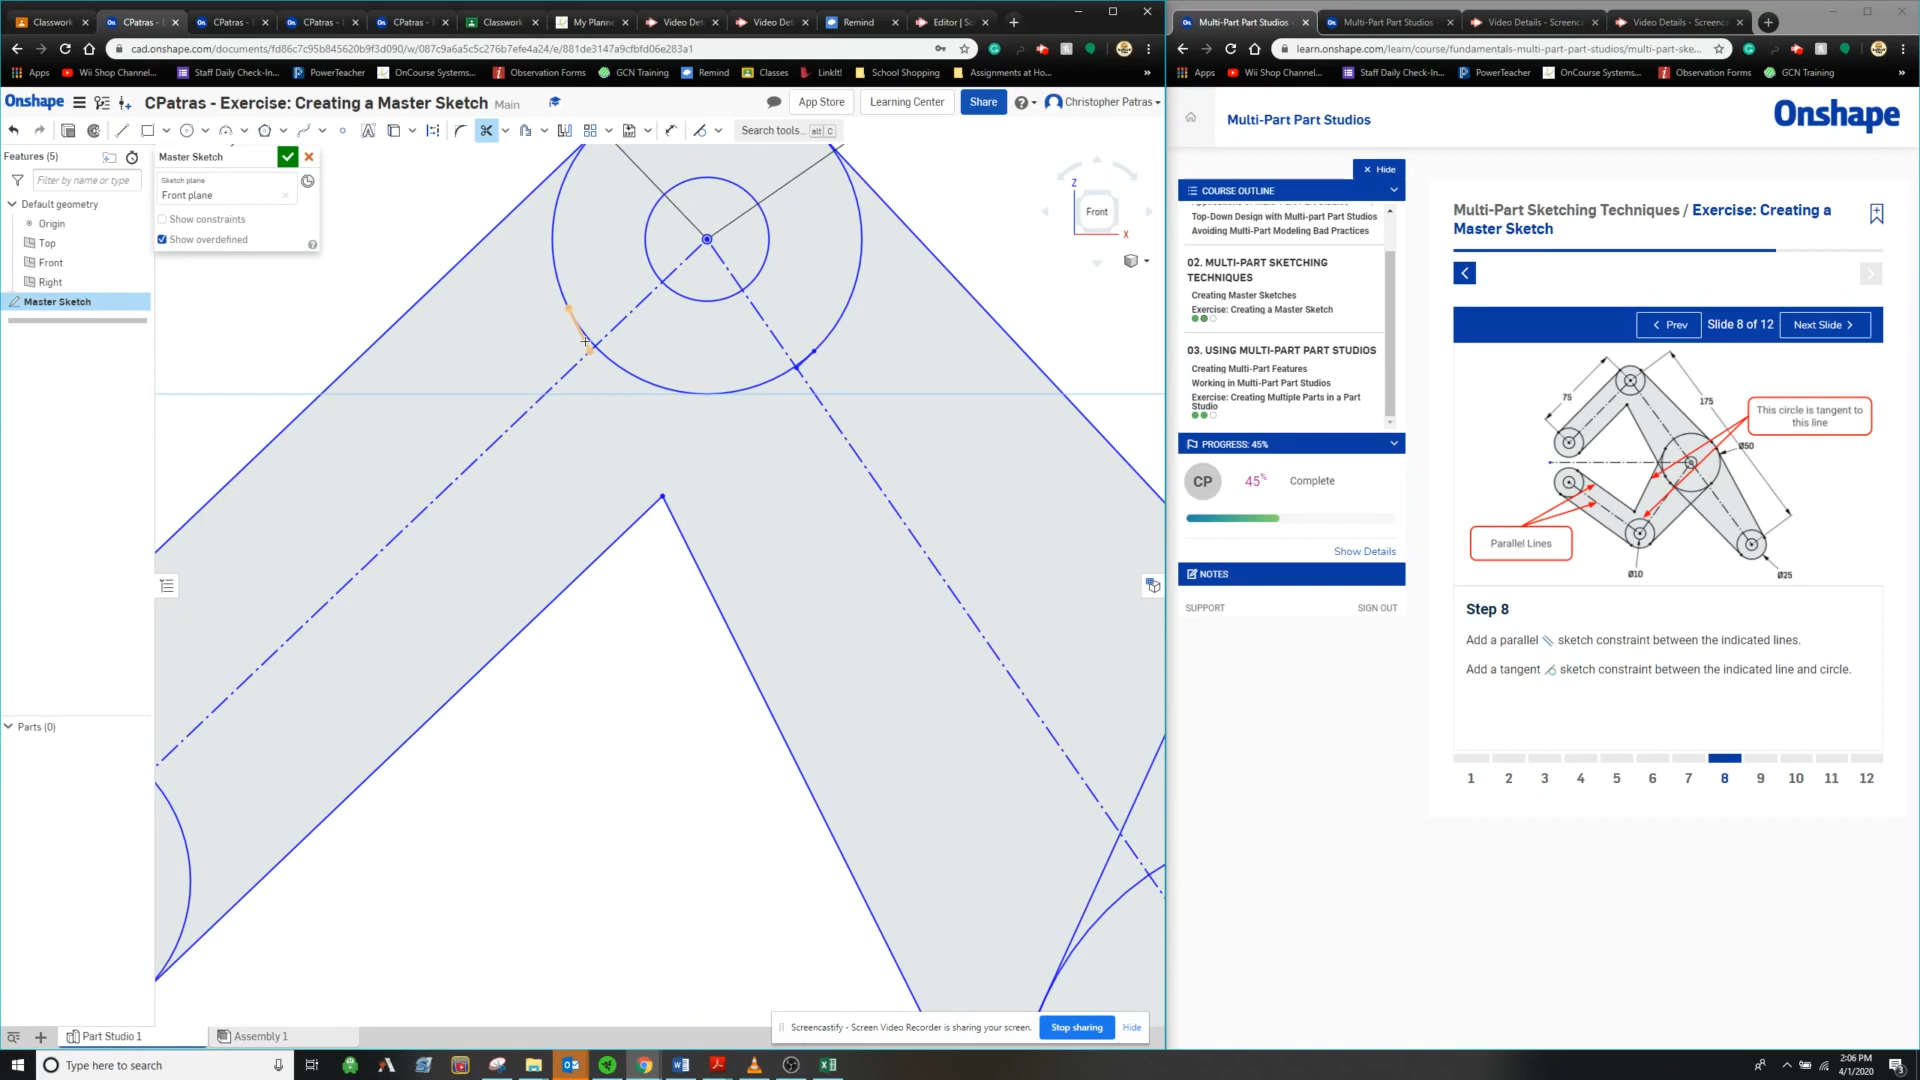 Classwork
CPatras - E
CPatras - 
CPatras - 
CPatras - 
Classwork
My Planne
Video Det
Video Det
Remind
Editor | Sc
cad.onshape.com/documents/fd86c7c95b845620b9f3d090/w/087c9a6a5c5c276b7efe4a24/e/881de3147a9cfbfd06e283a1
Apps
Wii Shop Channel...
Staff Daily Check-In...
PowerTeacher
OnCourse Systems...
Observation Forms
GCN Training
Remind
Classes
LinkIt!
School Shopping
Assignments at Ho...
Onshape
CPatras - Exercise: Creating a Master Sketch
Main
App Store
Learning Center
Share
Christopher Patras
Search tools...
alt C
Features (5)
Filter by name or type
Default geometry
Origin
Top
Front
Right
Master Sketch
Master Sketch
Sketch plane
Front plane
Show constraints
Show overdefined
Z
Front
X
Parts (0)
Part Studio 1
Assembly 1
Screencastify - Screen Video Recorder is sharing your screen.
Stop sharing
Hide
Multi-Part Part Studios
Multi-Part Part Studios
Video Details - Screenca
Video Details - Screenca
learn.onshape.com/learn/course/fundamentals-multi-part-part-studios/multi-part-ske...
Apps
Wii Shop Channel...
Staff Daily Check-In...
PowerTeacher
OnCourse Systems...
Observation Forms
GCN Training
Multi-Part Part Studios
Onshape
Hide
COURSE OUTLINE
Top-Down Design with Multi-part Part Studios
Avoiding Multi-Part Modeling Bad Practices
02. MULTI-PART SKETCHING
TECHNIQUES
Creating Master Sketches
Exercise: Creating a Master Sketch
03. USING MULTI-PART PART STUDIOS
Creating Multi-Part Features
Working in Multi-Part Part Studios
Exercise: Creating Multiple Parts in a Part
Studio
PROGRESS: 45%
CP
45%
Complete
Show Details
NOTES
SUPPORT
SIGN OUT
Multi-Part Sketching Techniques / Exercise: Creating a
Master Sketch
Prev
Slide 8 of 12
Next Slide
75
175
This circle is tangent to
this line
Ø50
Parallel Lines
Ø10
Ø25
Step 8
Add a parallel sketch constraint between the indicated lines.
Add a tangent sketch constraint between the indicated line and circle.
1 2 3 4 5 6 7 8 9 10 11 12
Type here to search
2:06 PM
4/1/2020